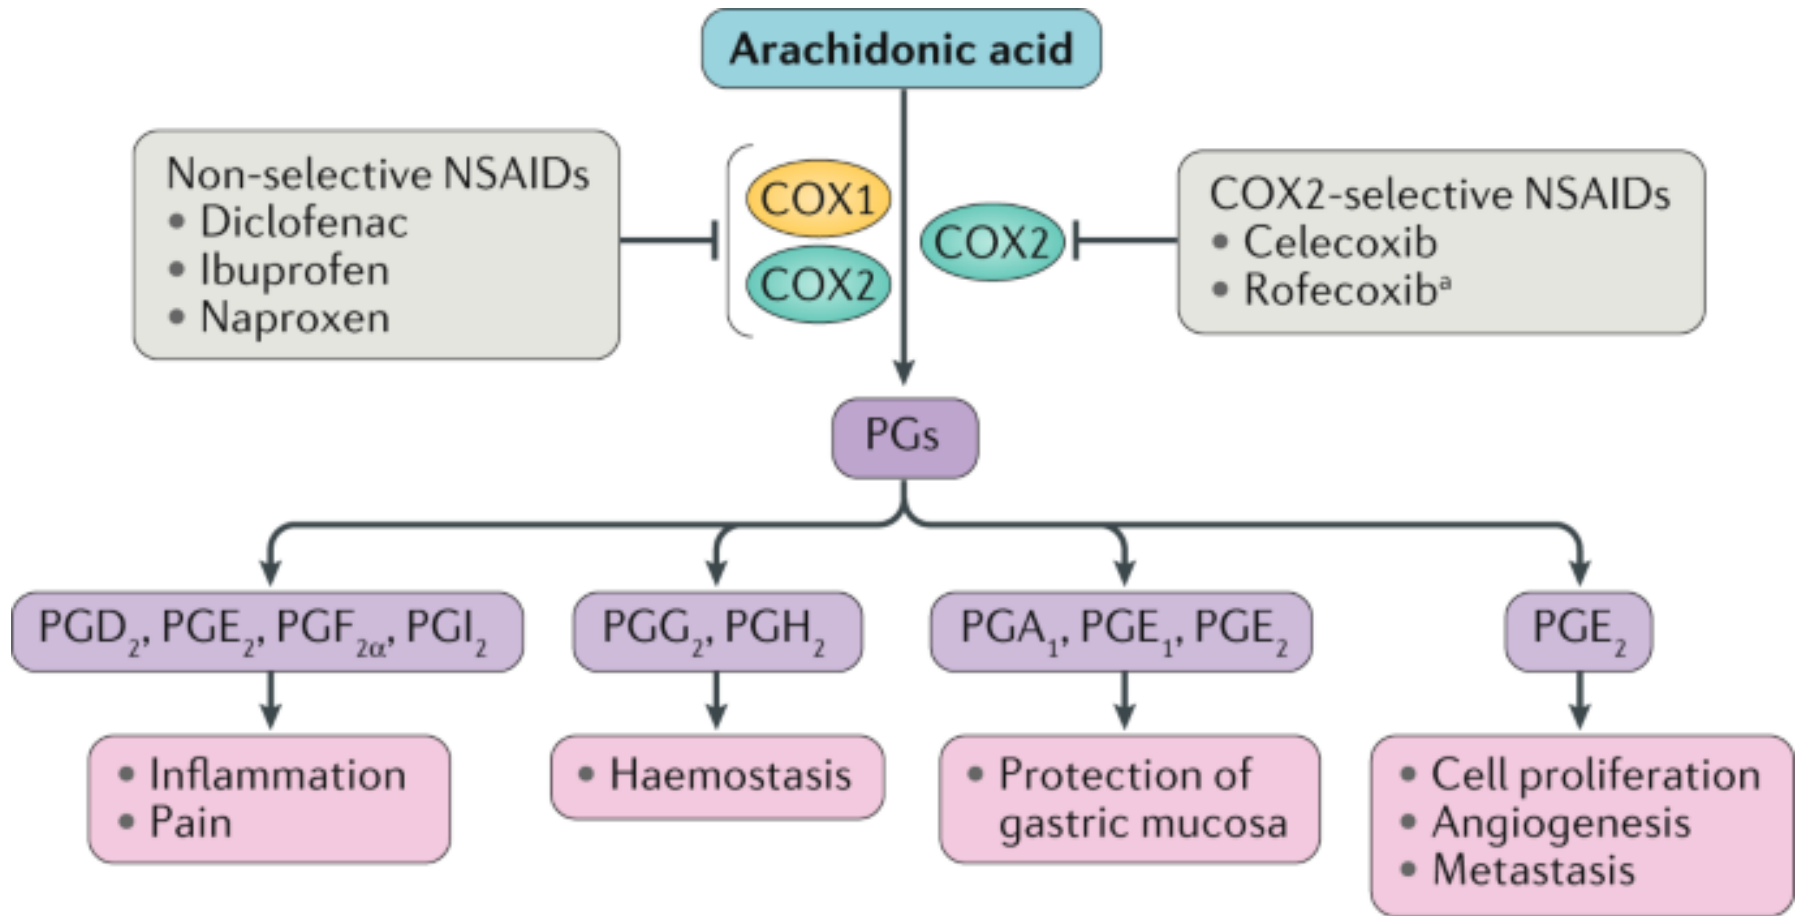 Arachidonic acid
Non-selective NSAIDs
• Diclofenac
• Ibuprofen
• Naproxen
COX1
COX2
COX2
COX2-selective NSAIDs
• Celecoxib
• Rofecoxibᵃ
PGs
PGD₂, PGE₂, PGF₂α, PGI₂
PGG₂, PGH₂
PGA₁, PGE₁, PGE₂
PGE₂
• Inflammation
• Pain
• Haemostasis
• Protection of
gastric mucosa
• Cell proliferation
• Angiogenesis
• Metastasis